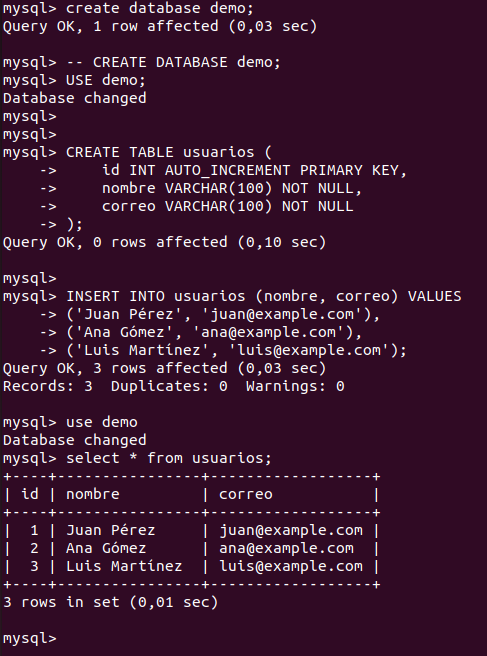 mysql> create database demo;
Query OK, 1 row affected (0,03 sec)

mysql> -- CREATE DATABASE demo;
mysql> USE demo;
Database changed
mysql>
mysql>
mysql> CREATE TABLE usuarios (
    ->     id INT AUTO_INCREMENT PRIMARY KEY,
    ->     nombre VARCHAR(100) NOT NULL,
    ->     correo VARCHAR(100) NOT NULL
    -> );
Query OK, 0 rows affected (0,10 sec)

mysql>
mysql> INSERT INTO usuarios (nombre, correo) VALUES
    -> ('Juan Pérez', 'juan@example.com'),
    -> ('Ana Gómez', 'ana@example.com'),
    -> ('Luis Martínez', 'luis@example.com');
Query OK, 3 rows affected (0,03 sec)
Records: 3  Duplicates: 0  Warnings: 0

mysql> use demo
Database changed
mysql> select * from usuarios;
+----+----------------+------------------+
| id | nombre         | correo           |
+----+----------------+------------------+
|  1 | Juan Pérez     | juan@example.com |
|  2 | Ana Gómez      | ana@example.com  |
|  3 | Luis Martínez  | luis@example.com |
+----+----------------+------------------+
3 rows in set (0,01 sec)

mysql>